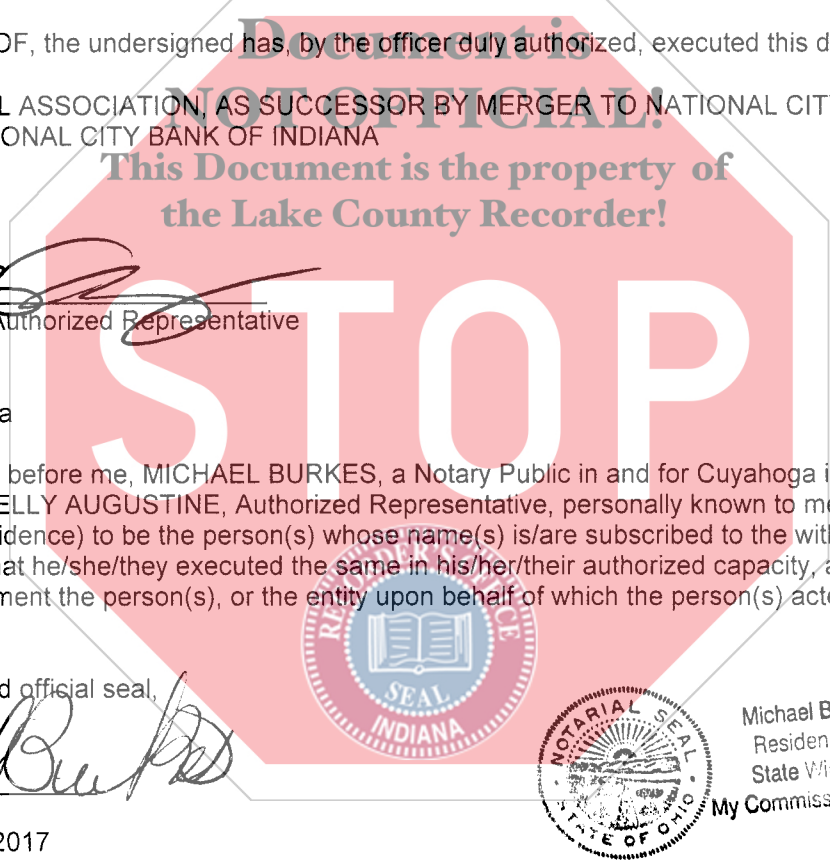 Document is
OF, the undersigned has, by the officer duly authorized, executed this d
NOT OFFICIAL!
L ASSOCIATION, AS SUCCESSOR BY MERGER TO NATIONAL CITY
ONAL CITY BANK OF INDIANA
This Document is the property of
the Lake County Recorder!
STOP
Authorized Representative
a
before me, MICHAEL BURKES, a Notary Public in and for Cuyahoga i
ELLY AUGUSTINE, Authorized Representative, personally known to me
idence) to be the person(s) whose name(s) is/are subscribed to the with
at he/she/they executed the same in his/her/their authorized capacity, a
ment the person(s), or the entity upon behalf of which the person(s) acte
RECORDER'S OFFICE
SEAL
INDIANA
d official seal,
NOTARIAL SEAL
STATE OF OHIO
Michael B
Residen
State Wi
My Commiss
2017